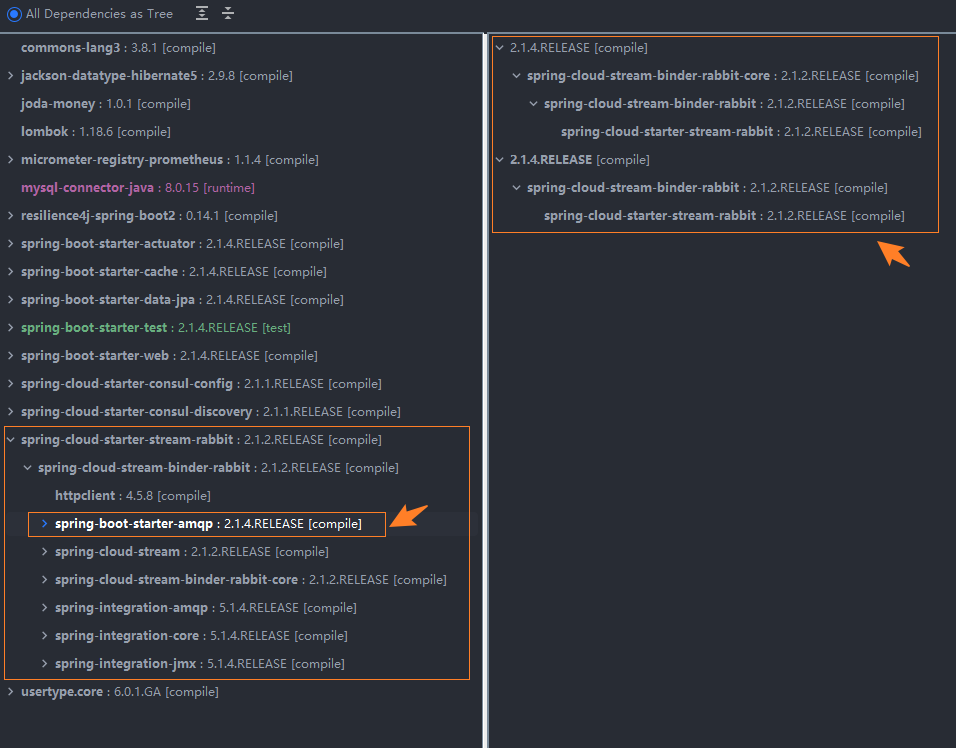 All Dependencies as Tree
commons-lang3 : 3.8.1 [compile]
jackson-datatype-hibernate5 : 2.9.8 [compile]
joda-money : 1.0.1 [compile]
lombok : 1.18.6 [compile]
micrometer-registry-prometheus : 1.1.4 [compile]
mysql-connector-java : 8.0.15 [runtime]
resilience4j-spring-boot2 : 0.14.1 [compile]
spring-boot-starter-actuator : 2.1.4.RELEASE [compile]
spring-boot-starter-cache : 2.1.4.RELEASE [compile]
spring-boot-starter-data-jpa : 2.1.4.RELEASE [compile]
spring-boot-starter-test : 2.1.4.RELEASE [test]
spring-boot-starter-web : 2.1.4.RELEASE [compile]
spring-cloud-starter-consul-config : 2.1.1.RELEASE [compile]
spring-cloud-starter-consul-discovery : 2.1.1.RELEASE [compile]
spring-cloud-starter-stream-rabbit : 2.1.2.RELEASE [compile]
spring-cloud-stream-binder-rabbit : 2.1.2.RELEASE [compile]
httpclient : 4.5.8 [compile]
spring-boot-starter-amqp : 2.1.4.RELEASE [compile]
spring-cloud-stream : 2.1.2.RELEASE [compile]
spring-cloud-stream-binder-rabbit-core : 2.1.2.RELEASE [compile]
spring-integration-amqp : 5.1.4.RELEASE [compile]
spring-integration-core : 5.1.4.RELEASE [compile]
spring-integration-jmx : 5.1.4.RELEASE [compile]
usertype.core : 6.0.1.GA [compile]
2.1.4.RELEASE [compile]
spring-cloud-stream-binder-rabbit-core : 2.1.2.RELEASE [compile]
spring-cloud-stream-binder-rabbit : 2.1.2.RELEASE [compile]
spring-cloud-starter-stream-rabbit : 2.1.2.RELEASE [compile]
2.1.4.RELEASE [compile]
spring-cloud-stream-binder-rabbit : 2.1.2.RELEASE [compile]
spring-cloud-starter-stream-rabbit : 2.1.2.RELEASE [compile]